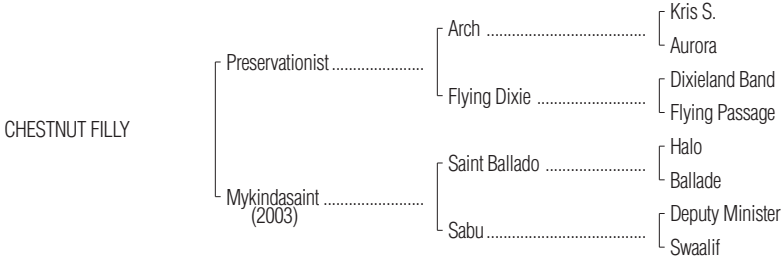 Kris S.
Arch ......................................
Aurora
Preservationist ......................
Dixieland Band
Flying Dixie ..........................
Flying Passage
CHESTNUT FILLY
Halo
Saint Ballado ........................
Ballade
Mykindasaint ........................
(2003)
Deputy Minister
Sabu ......................................
Swaalif